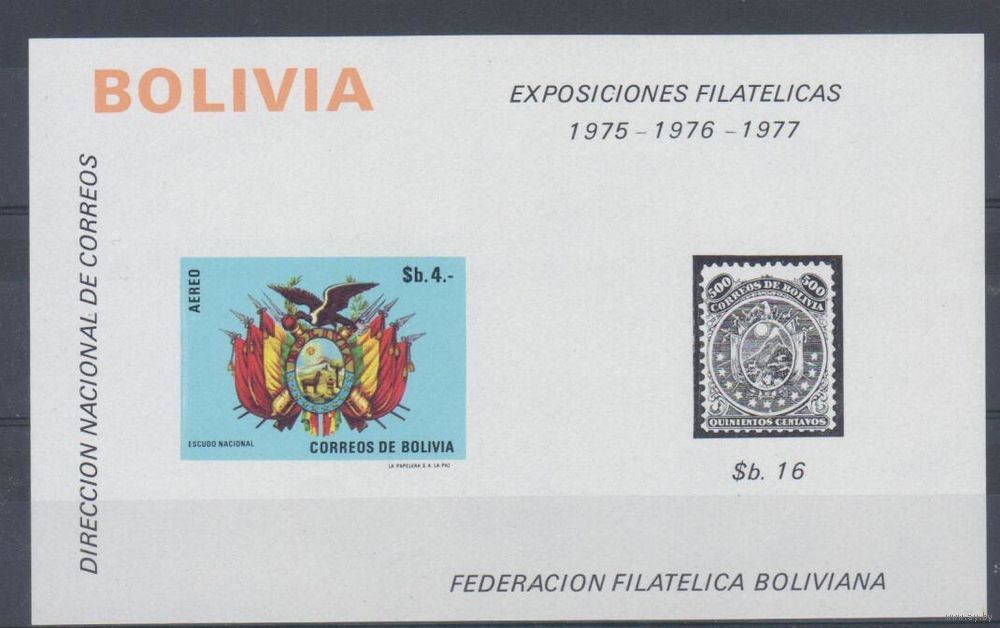 BOLIVIA
EXPOSICIONES FILATELICAS
1975 - 1976 - 1977
DIRECCION NACIONAL DE CORREOS
AEREO
$b. 4.-
ESCUDO NACIONAL
CORREOS DE BOLIVIA
LA PAPELERA S. A. LA PAZ
500 500
CORREOS DE BOLIVIA
QUINIENTOS CENTAVOS
$b. 16
FEDERACION FILATELICA BOLIVIANA